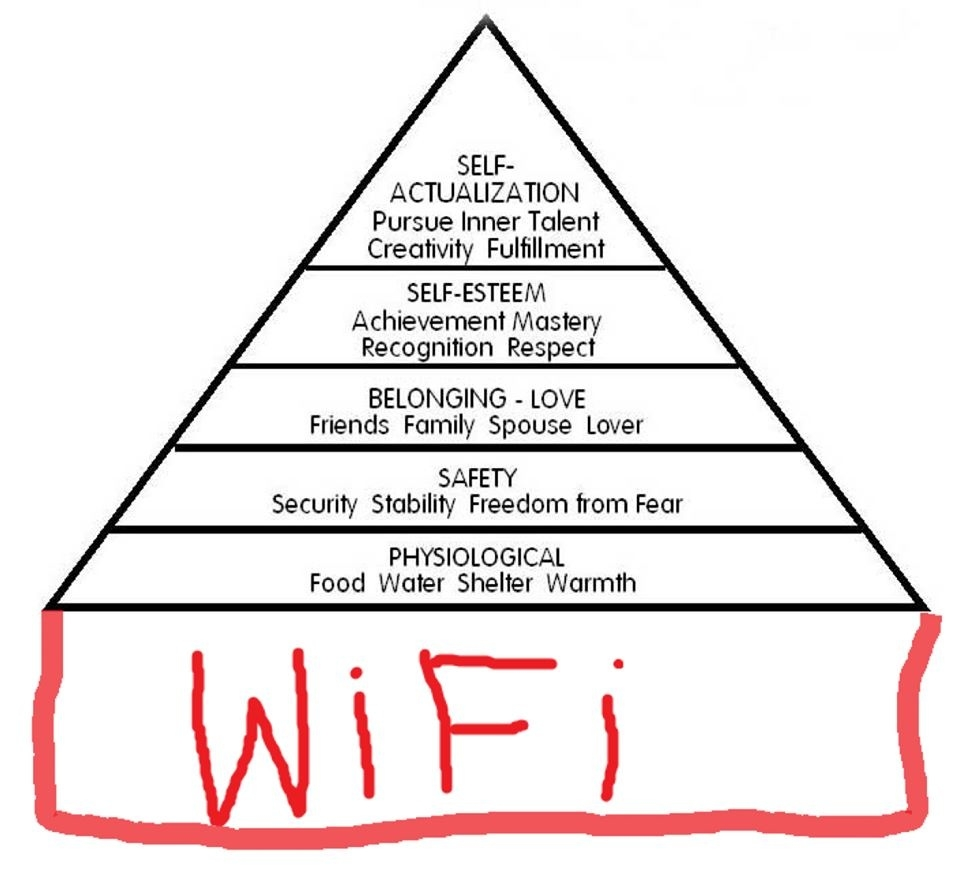 SELF-
ACTUALIZATION
Pursue Inner Talent
Creativity Fulfillment
SELF-ESTEEM
Achievement Mastery
Recognition Respect
BELONGING - LOVE
Friends Family Spouse Lover
SAFETY
Security Stability Freedom from Fear
PHYSIOLOGICAL
Food Water Shelter Warmth
WiFi